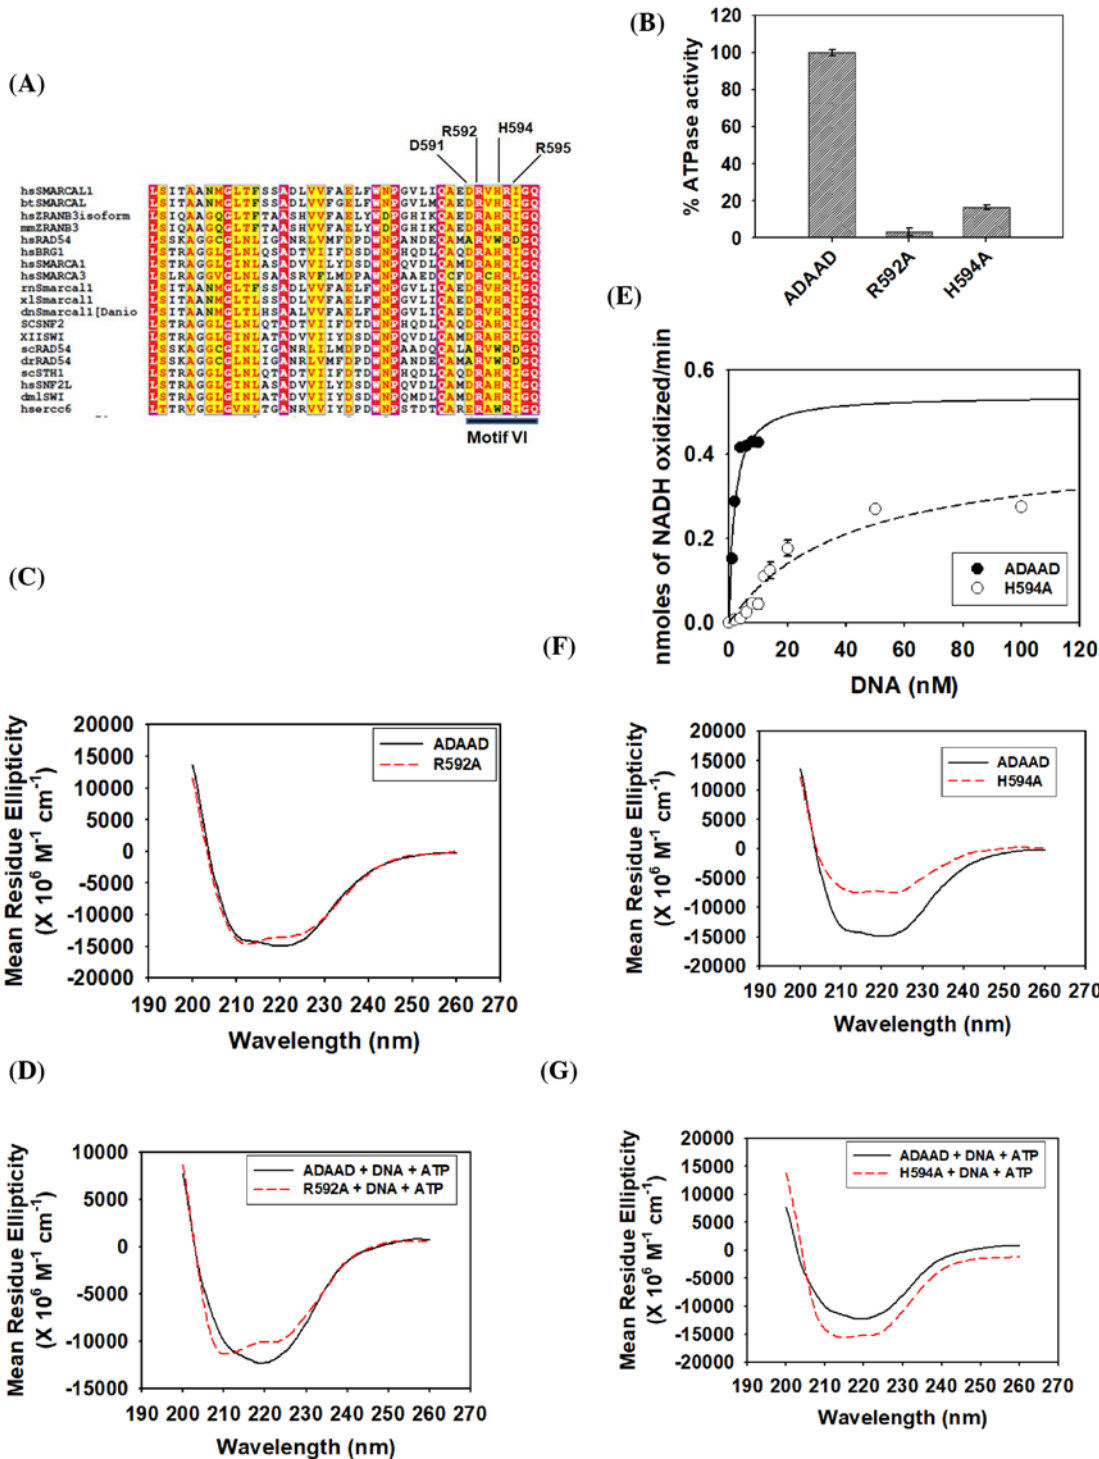 (A)
D591
R592
H594
R595
hsSMARCAL1 LSITAANMGLTFSSADLVVFAELFWNPGVLIQAEDRVHRIGQ
btSMARCAL LSITAANMGLTFSSADLVVFAELFWNPGVLMQAEDRVHRIGQ
hsZRANB3isoform LSIQAAGQGLTFTAASHVVFAELYWDPGHIKQAEDRAHRIGQ
mmZRANB3 LSIQAAGQGLTFTAASHVVFAELYWDPGHIKQAEDRAHRIGQ
hsRAD54
hsBRG1
hsSMARCA1
hsSMARCA3
rnSmarcal1
xlSmarcal1
dnSmarcal1[Danio
SCSNF2
XIISWI
scRAD54
drRAD54
scSTH1
hsSNF2L
dmlSWI
hsercc6
Motif VI
(B)
% ATPase activity
120
100
80
60
40
20
0
ADAAD
R592A
H594A
(E)
nmoles of NADH oxidized/min
0.6
0.4
0.2
0.0
ADAAD
H594A
0 20 40 60 80 100 120
DNA (nM)
(C)
Mean Residue Ellipticity
(X 10⁶ M⁻¹ cm⁻¹)
20000
15000
10000
5000
0
-5000
-10000
-15000
-20000
ADAAD
R592A
190 200 210 220 230 240 250 260 270
Wavelength (nm)
(F)
Mean Residue Ellipticity
(X 10⁶ M⁻¹ cm⁻¹)
20000
15000
10000
5000
0
-5000
-10000
-15000
-20000
ADAAD
H594A
190 200 210 220 230 240 250 260 270
Wavelength (nm)
(D)
Mean Residue Ellipticity
(X 10⁶ M⁻¹ cm⁻¹)
10000
5000
0
-5000
-10000
-15000
ADAAD + DNA + ATP
R592A + DNA + ATP
190 200 210 220 230 240 250 260 270
Wavelength (nm)
(G)
Mean Residue Ellipticity
(X 10⁶ M⁻¹ cm⁻¹)
20000
15000
10000
5000
0
-5000
-10000
-15000
-20000
ADAAD + DNA + ATP
H594A + DNA + ATP
190 200 210 220 230 240 250 260 270
Wavelength (nm)